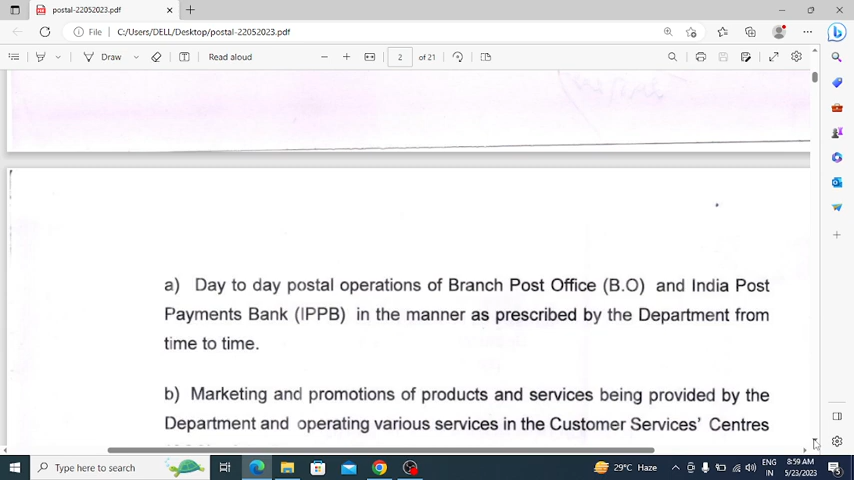 postal-22052023.pdf
File
C:/Users/DELL/Desktop/postal-22052023.pdf
Draw
Read aloud
2
of 21
a) Day to day postal operations of Branch Post Office (B.O) and India Post
Payments Bank (IPPB) in the manner as prescribed by the Department from
time to time.
b) Marketing and promotions of products and services being provided by the
Department and operating various services in the Customer Services' Centres
Type here to search
29°C Haze
ENG
IN
8:59 AM
5/23/2023
5